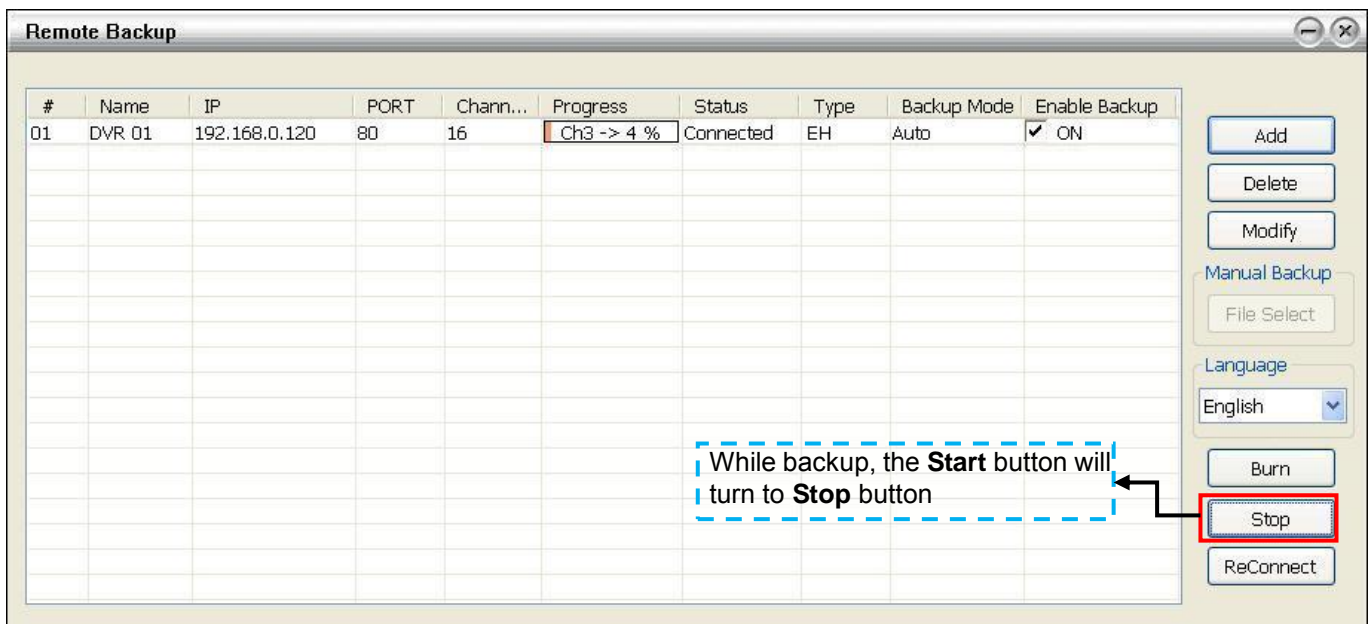 Remote Backup
# Name IP PORT Chann... Progress Status Type Backup Mode Enable Backup
01 DVR 01 192.168.0.120 80 16 Ch3 -> 4 % Connected EH Auto ON
Add
Delete
Modify
Manual Backup
File Select
Language
English
While backup, the Start button will
turn to Stop button
Burn
Stop
ReConnect